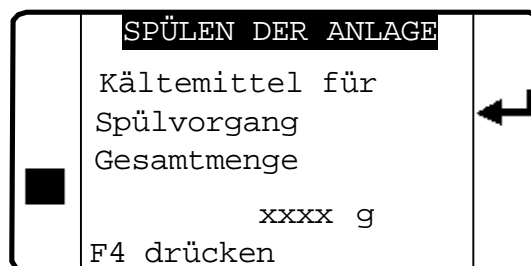 SPÜLEN DER ANLAGE
Kältemittel für
Spülvorgang
Gesamtmenge
xxxx g
F4 drücken